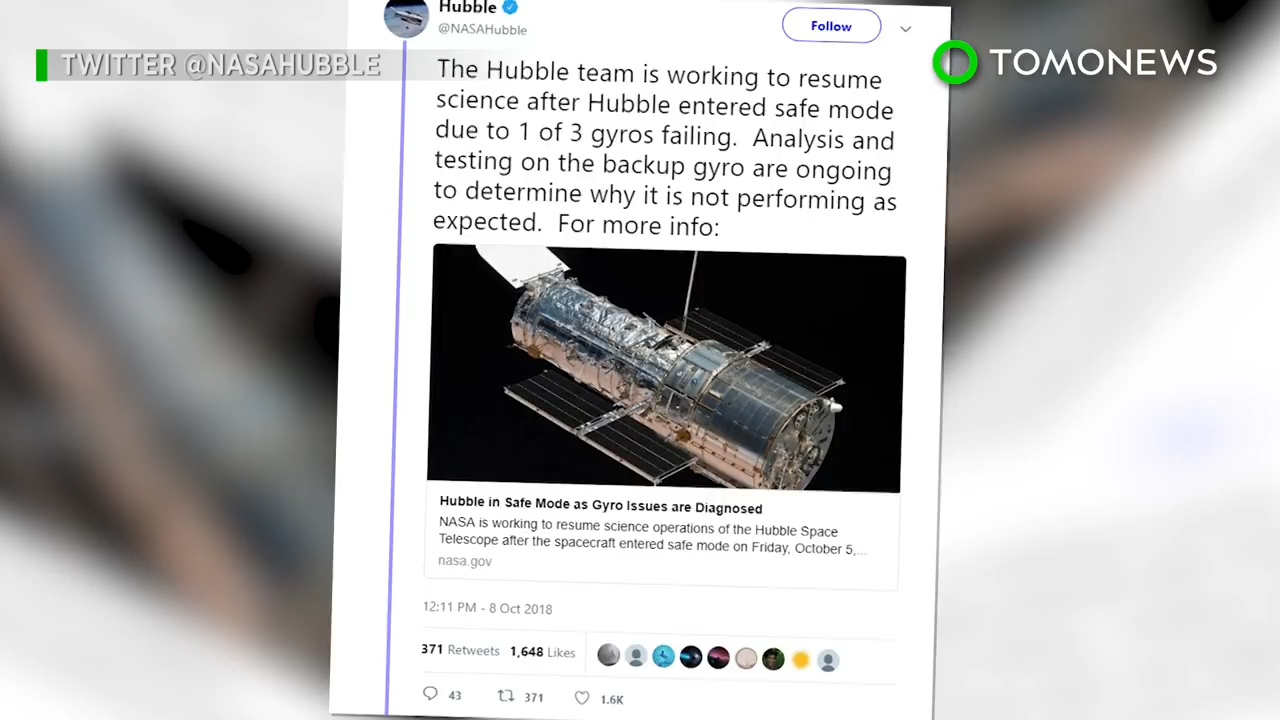 Hubble
@NASAHubble
Follow
TWITTER @NASAHUBBLE
TOMONEWS
The Hubble team is working to resume
science after Hubble entered safe mode
due to 1 of 3 gyros failing.  Analysis and
testing on the backup gyro are ongoing
to determine why it is not performing as
expected.  For more info:
Hubble in Safe Mode as Gyro Issues are Diagnosed
NASA is working to resume science operations of the Hubble Space
Telescope after the spacecraft entered safe mode on Friday, October 5,...
nasa.gov
12:11 PM - 8 Oct 2018
371 Retweets 1,648 Likes
43 371 1.6K